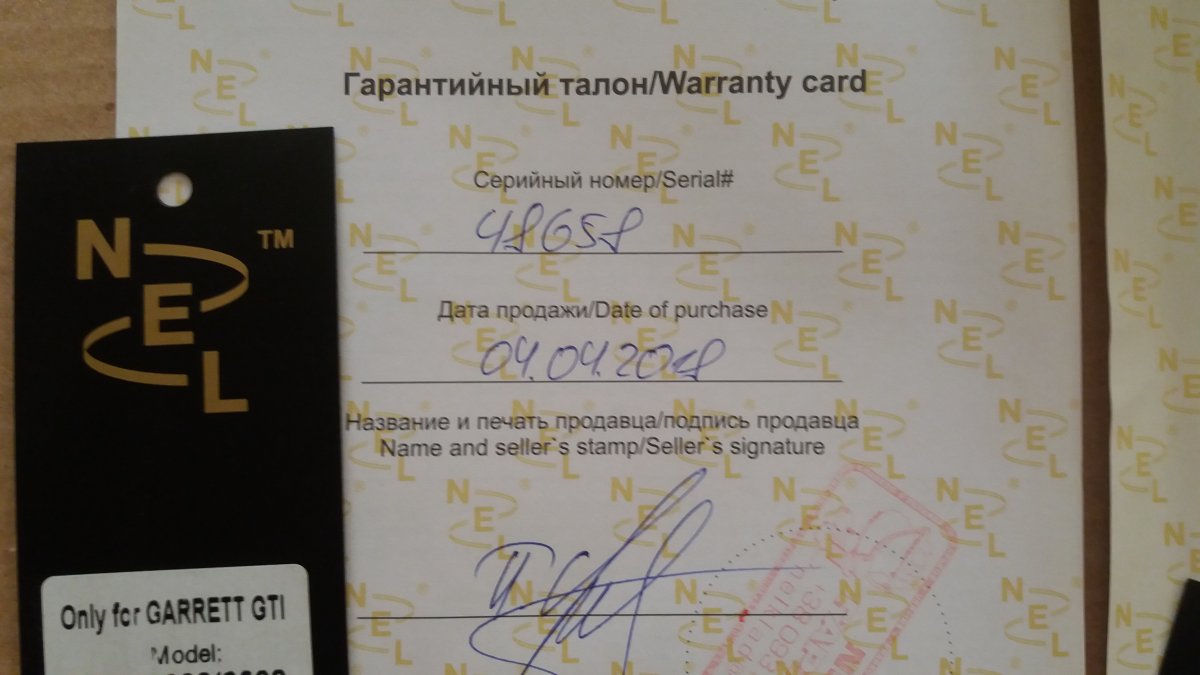 Гарантийный талон/Warranty card
Серийный номер/Serial#
48658
Дата продажи/Date of purchase
04.04.2018
Название и печать продавца/подпись продавца
Name and seller`s stamp/Seller`s signature
NEL TM
Only for GARRETT GTI
Model: